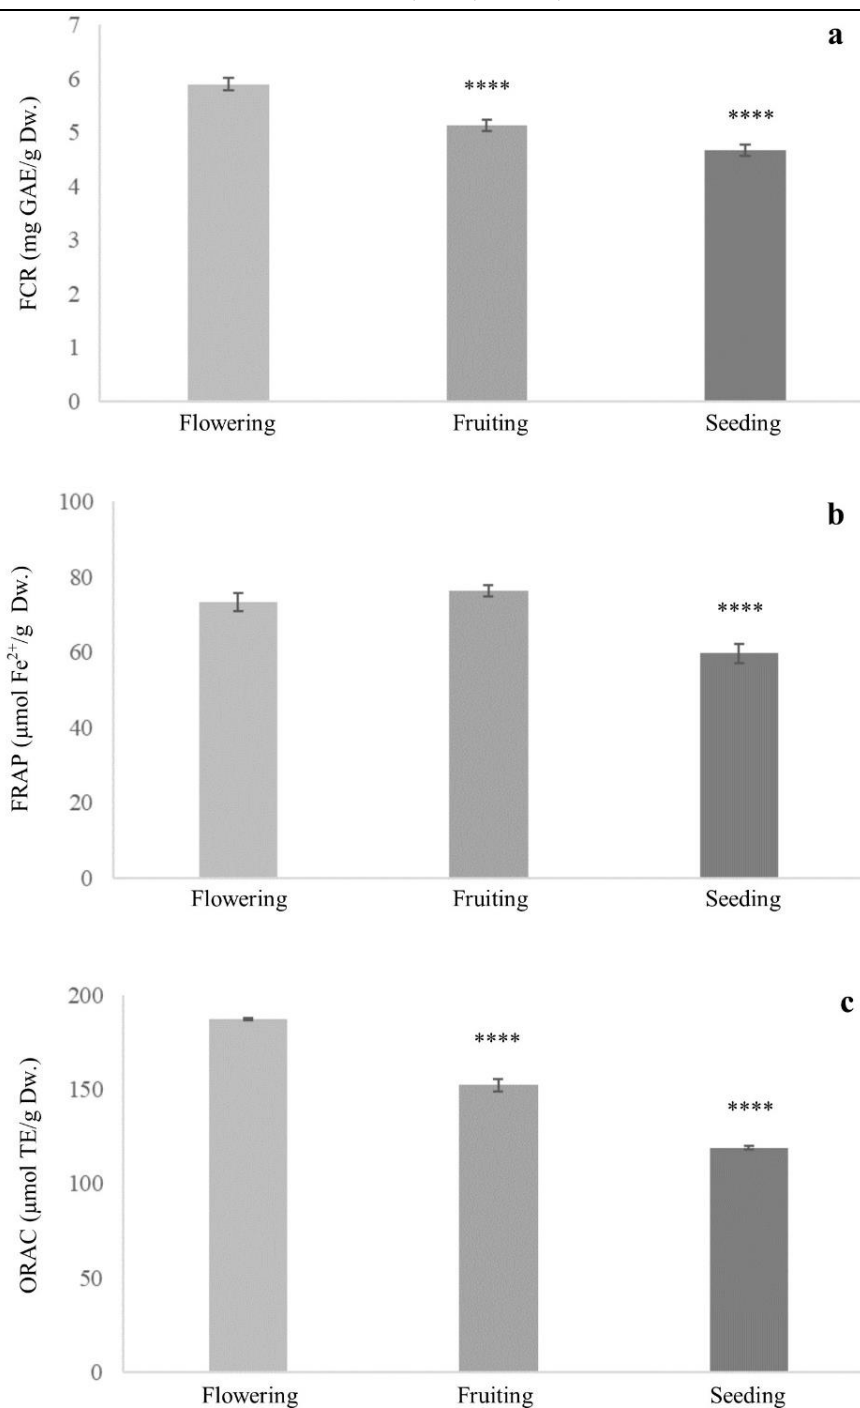 a
7
6
5
4
3
2
1
0
FCR (mg GAE/g Dw.)
****
****
Flowering Fruiting Seeding
b
100
80
60
40
20
0
FRAP (µmol Fe²⁺/g Dw.)
****
Flowering Fruiting Seeding
c
200
150
100
50
0
ORAC (µmol TE/g Dw.)
****
****
Flowering Fruiting Seeding